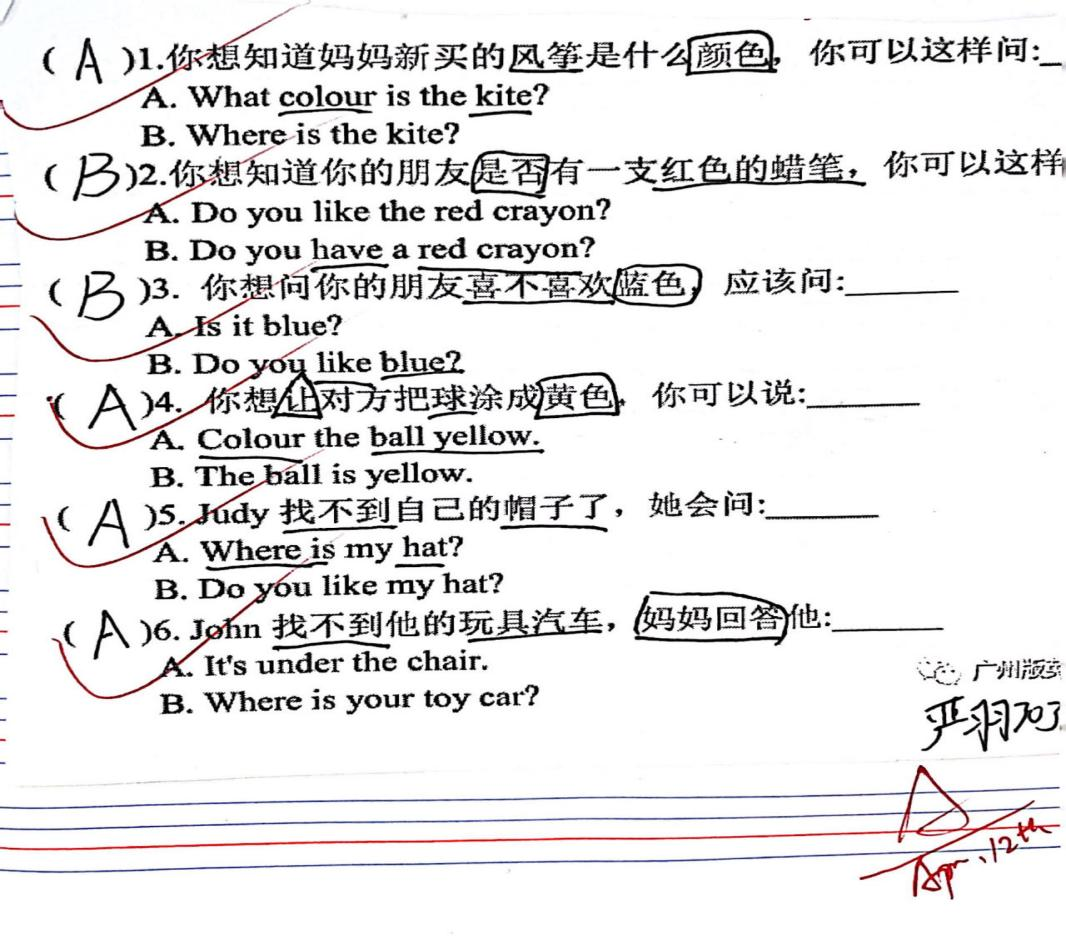 ( A )1.你想知道妈妈新买的风筝是什么颜色, 你可以这样问:_
A. What colour is the kite?
B. Where is the kite?
( B )2.你想知道你的朋友是否有一支红色的蜡笔, 你可以这样
A. Do you like the red crayon?
B. Do you have a red crayon?
( B )3. 你想问你的朋友喜不喜欢蓝色, 应该问:______
A. Is it blue?
B. Do you like blue?
( A )4. 你想让对方把球涂成黄色, 你可以说:______
A. Colour the ball yellow.
B. The ball is yellow.
( A )5. Judy 找不到自己的帽子了, 她会问:______
A. Where is my hat?
B. Do you like my hat?
( A )6. John 找不到他的玩具汽车, 妈妈回答他:______
A. It's under the chair.
B. Where is your toy car?
广州版英
严羽703
A
Apr. 12th